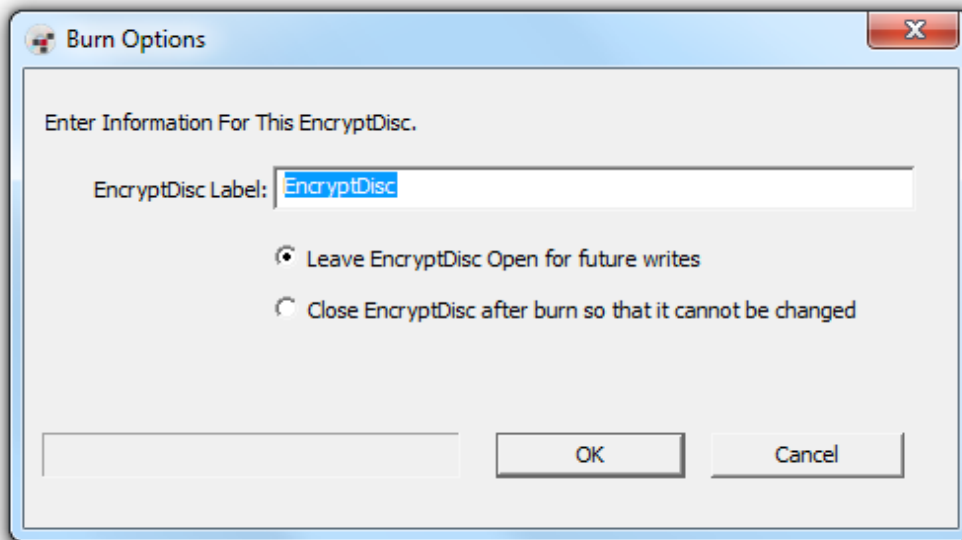 Burn Options
Enter Information For This EncryptDisc.
EncryptDisc Label: EncryptDisc
Leave EncryptDisc Open for future writes
Close EncryptDisc after burn so that it cannot be changed
OK Cancel